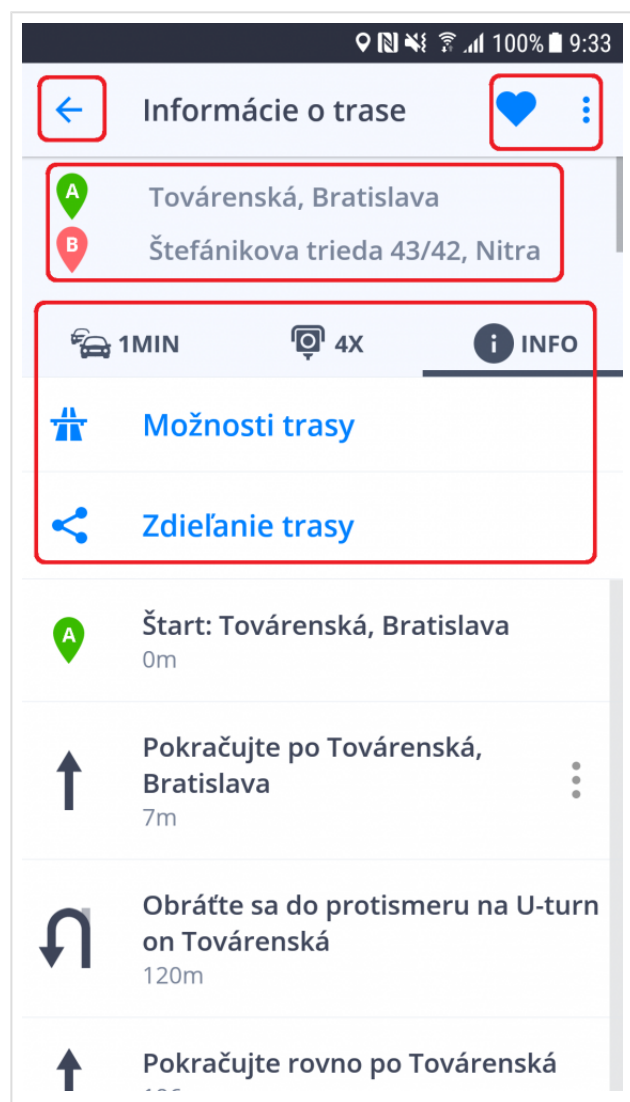 100% 9:33
Informácie o trase
A Továrenská, Bratislava
B Štefánikova trieda 43/42, Nitra
1MIN 4X i INFO
Možnosti trasy
Zdieľanie trasy
A Štart: Továrenská, Bratislava
0m
Pokračujte po Továrenská,
Bratislava
7m
Obráťte sa do protismeru na U-turn
on Továrenská
120m
Pokračujte rovno po Továrenská